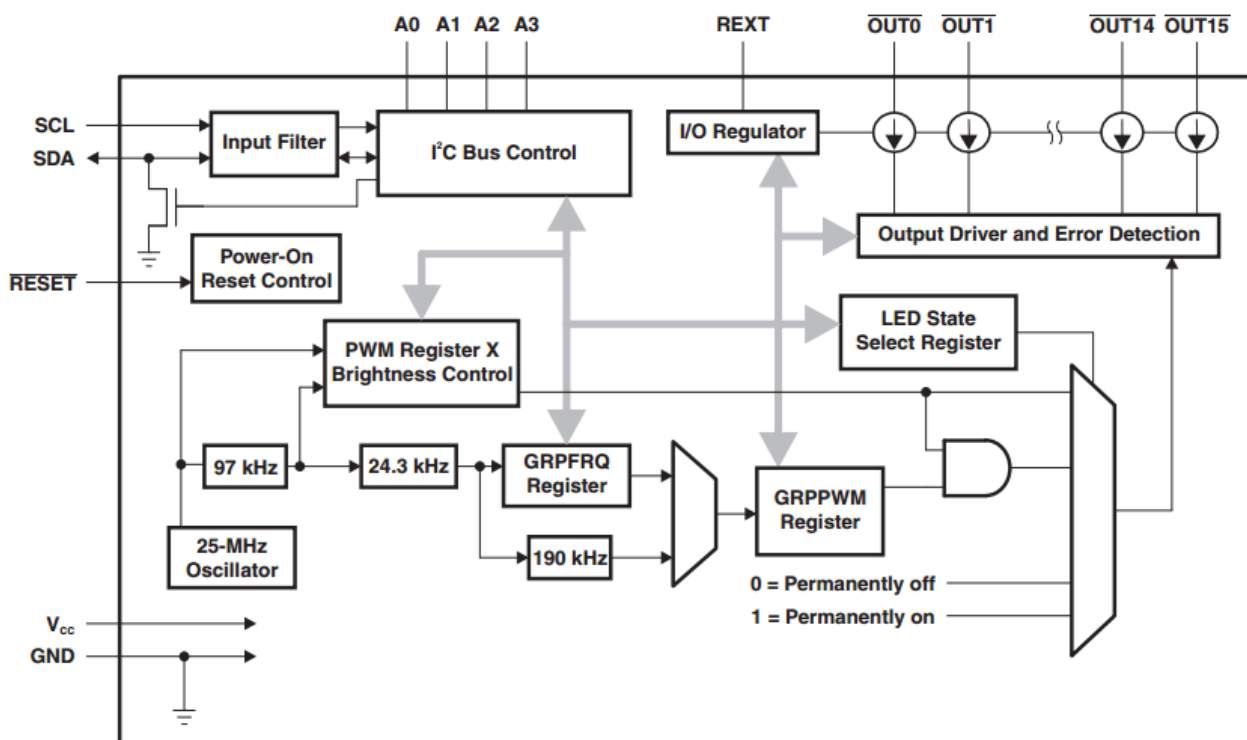 A0 A1 A2 A3 REXT OUT0 OUT1 OUT14 OUT15
SCL
SDA
Input Filter
I²C Bus Control
I/O Regulator
Power-On
Reset Control
RESET
Output Driver and Error Detection
LED State
Select Register
PWM Register X
Brightness Control
97 kHz
24.3 kHz
GRPFRQ
Register
GRPPWM
Register
25-MHz
Oscillator
190 kHz
0 = Permanently off
1 = Permanently on
Vcc
GND